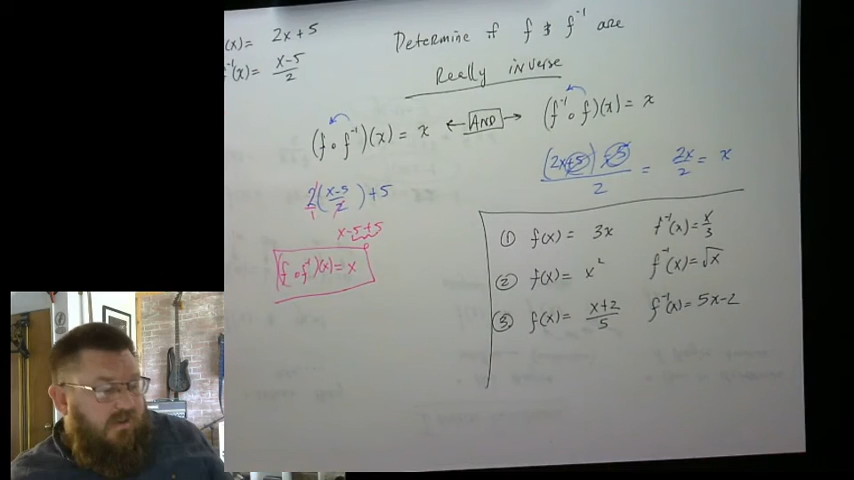 (x) = 2x+5
⁻¹(x) = x-5/2
Determine if f & f⁻¹ are
Really inverse
(f ∘ f⁻¹)(x) = x ← AND → (f⁻¹ ∘ f)(x) = x
2/1 (x-5/2) + 5
x-5+5
(f ∘ f⁻¹)(x) = x
(2x+5)-5/2 = 2x/2 = x
① f(x) = 3x f⁻¹(x) = x/3
② f(x) = x² f⁻¹(x) = √x
③ f(x) = x+2/5 f⁻¹(x) = 5x-2